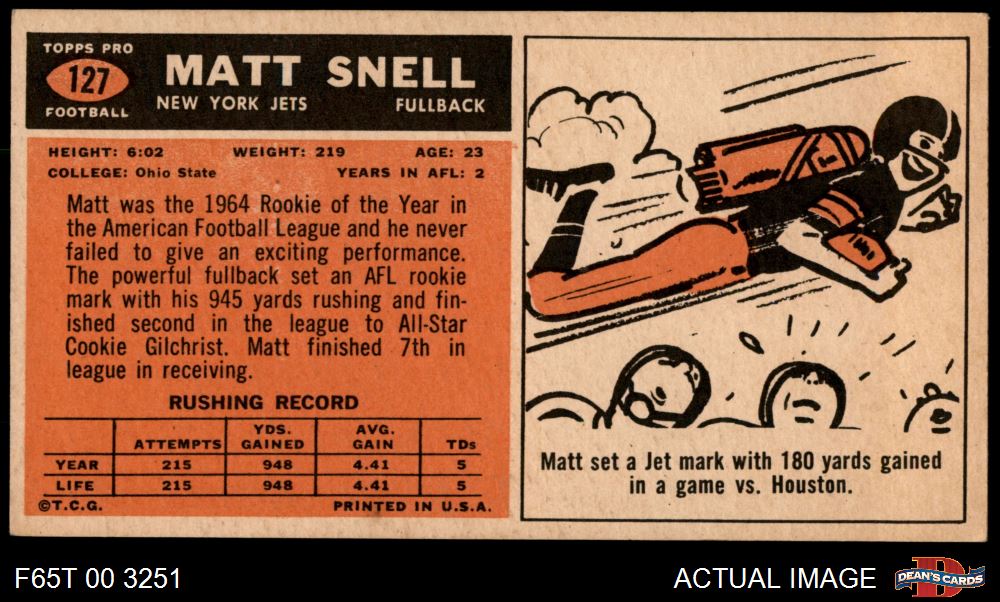 TOPPS PRO
127
FOOTBALL
MATT SNELL
NEW YORK JETS FULLBACK
HEIGHT: 6:02 WEIGHT: 219 AGE: 23
COLLEGE: Ohio State YEARS IN AFL: 2
Matt was the 1964 Rookie of the Year in
the American Football League and he never
failed to give an exciting performance.
The powerful fullback set an AFL rookie
mark with his 945 yards rushing and fin-
ished second in the league to All-Star
Cookie Gilchrist. Matt finished 7th in
league in receiving.
RUSHING RECORD
ATTEMPTS YDS. GAINED AVG. GAIN TDs
YEAR 215 948 4.41 5
LIFE 215 948 4.41 5
©T.C.G. PRINTED IN U.S.A.
Matt set a Jet mark with 180 yards gained
in a game vs. Houston.
F65T 00 3251 ACTUAL IMAGE D DEAN'S CARDS